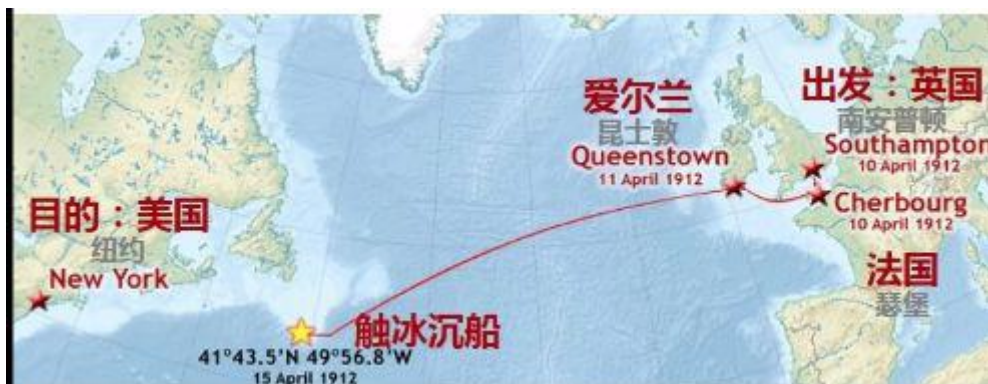 爱尔兰
昆士敦
Queenstown
11 April 1912
出发：英国
南安普顿
Southampton
10 April 1912
Cherbourg
10 April 1912
法国
瑟堡
目的：美国
纽约
New York
触冰沉船
41°43.5'N 49°56.8'W
15 April 1912